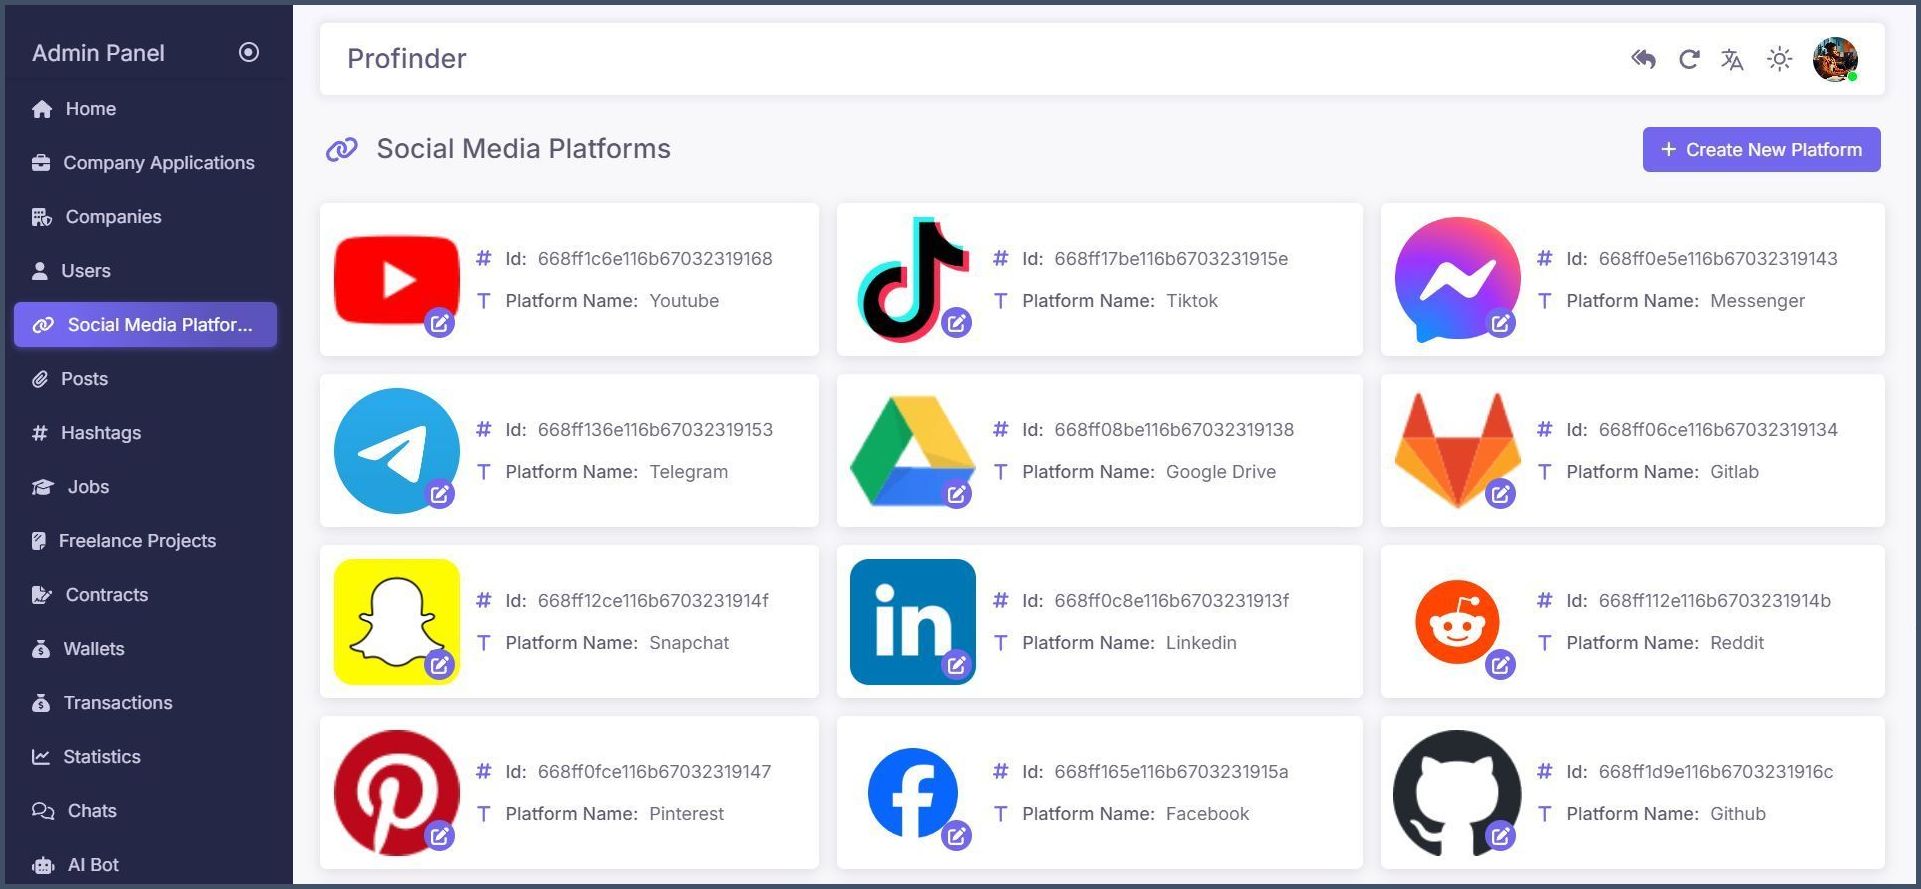 Admin Panel
Home
Company Applications
Companies
Users
Social Media Platfor...
Posts
Hashtags
Jobs
Freelance Projects
Contracts
Wallets
Transactions
Statistics
Chats
AI Bot
Profinder
Social Media Platforms
+ Create New Platform
# Id: 668ff1c6e116b67032319168
T Platform Name: Youtube
# Id: 668ff17be116b6703231915e
T Platform Name: Tiktok
# Id: 668ff0e5e116b67032319143
T Platform Name: Messenger
# Id: 668ff136e116b67032319153
T Platform Name: Telegram
# Id: 668ff08be116b67032319138
T Platform Name: Google Drive
# Id: 668ff06ce116b67032319134
T Platform Name: Gitlab
# Id: 668ff12ce116b6703231914f
T Platform Name: Snapchat
in
# Id: 668ff0c8e116b6703231913f
T Platform Name: Linkedin
# Id: 668ff112e116b6703231914b
T Platform Name: Reddit
# Id: 668ff0fce116b67032319147
T Platform Name: Pinterest
# Id: 668ff165e116b6703231915a
T Platform Name: Facebook
# Id: 668ff1d9e116b6703231916c
T Platform Name: Github